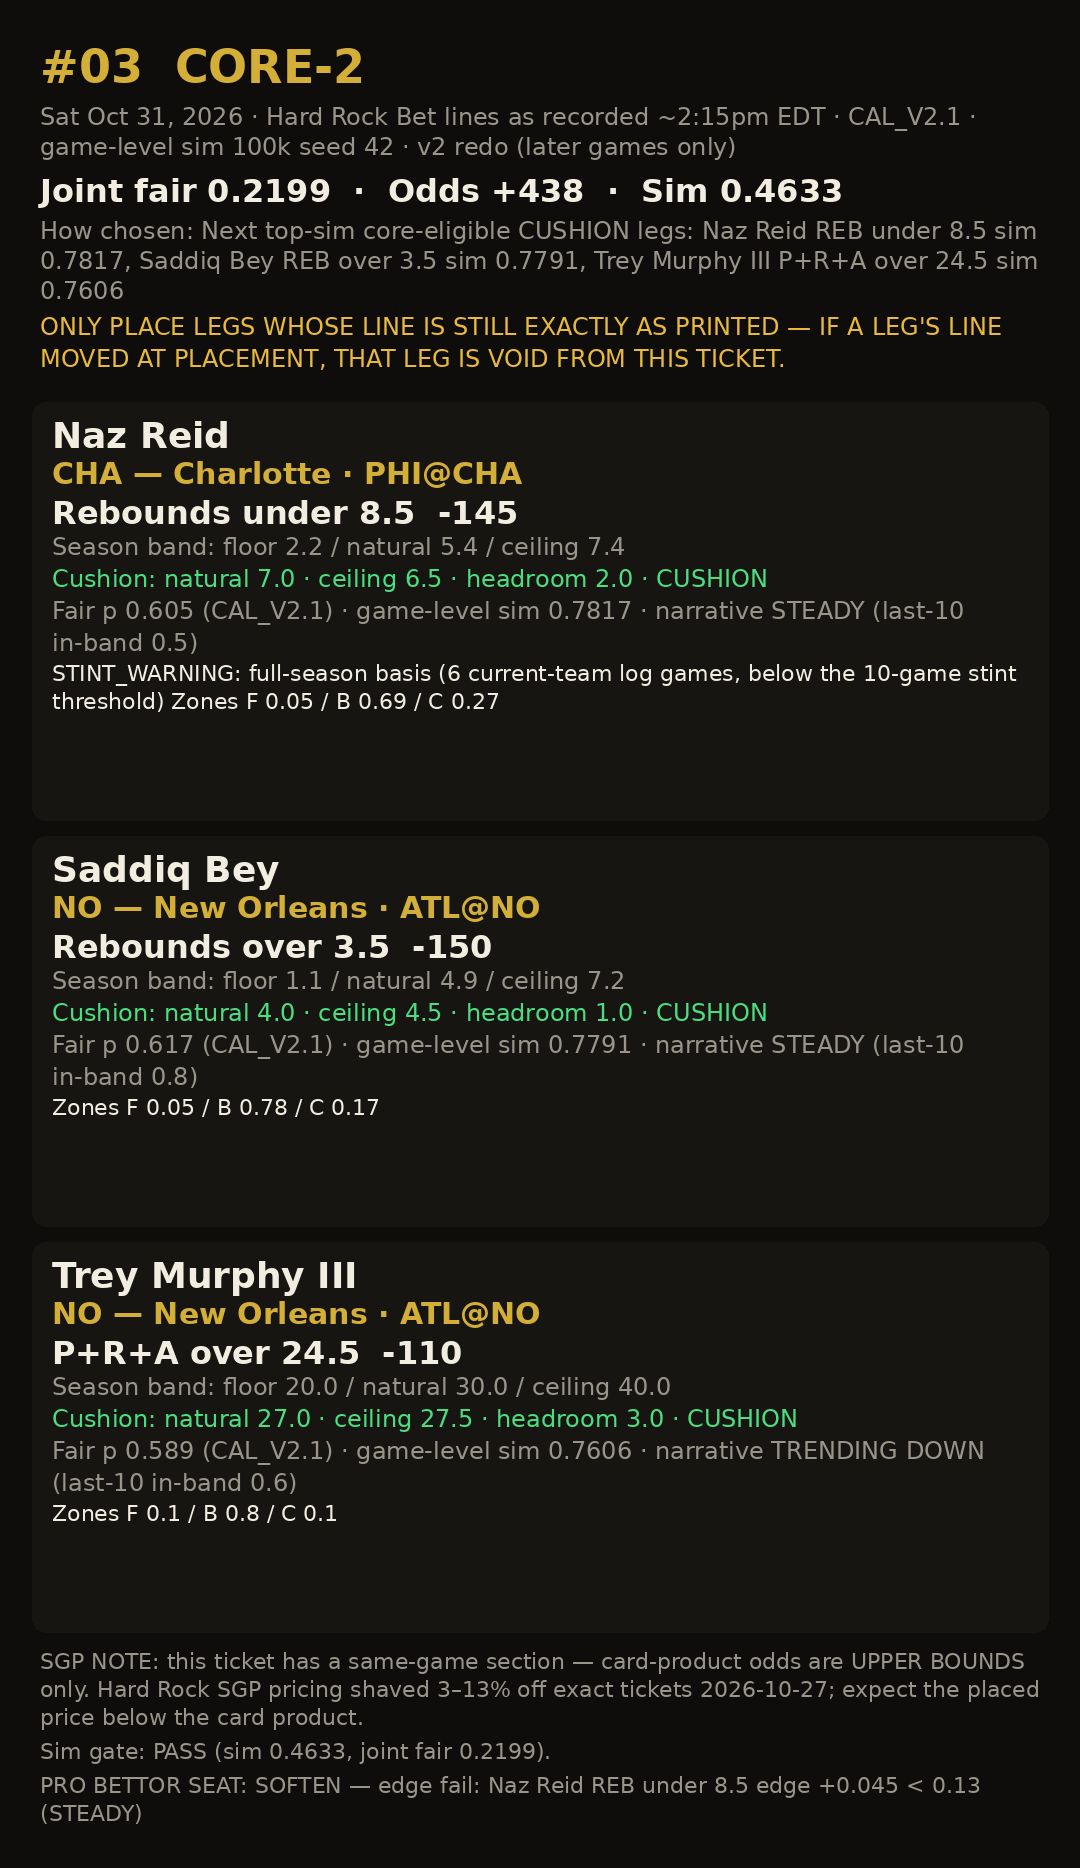 #03  CORE-2
Sat Oct 31, 2026 · Hard Rock Bet lines as recorded ~2:15pm EDT · CAL_V2.1 ·
game-level sim 100k seed 42 · v2 redo (later games only)
Joint fair 0.2199  ·  Odds +438  ·  Sim 0.4633
How chosen: Next top-sim core-eligible CUSHION legs: Naz Reid REB under 8.5 sim
0.7817, Saddiq Bey REB over 3.5 sim 0.7791, Trey Murphy III P+R+A over 24.5 sim
0.7606
ONLY PLACE LEGS WHOSE LINE IS STILL EXACTLY AS PRINTED — IF A LEG'S LINE
MOVED AT PLACEMENT, THAT LEG IS VOID FROM THIS TICKET.
Naz Reid
CHA — Charlotte · PHI@CHA
Rebounds under 8.5  -145
Season band: floor 2.2 / natural 5.4 / ceiling 7.4
Cushion: natural 7.0 · ceiling 6.5 · headroom 2.0 · CUSHION
Fair p 0.605 (CAL_V2.1) · game-level sim 0.7817 · narrative STEADY (last-10
in-band 0.5)
STINT_WARNING: full-season basis (6 current-team log games, below the 10-game stint
threshold) Zones F 0.05 / B 0.69 / C 0.27
Saddiq Bey
NO — New Orleans · ATL@NO
Rebounds over 3.5  -150
Season band: floor 1.1 / natural 4.9 / ceiling 7.2
Cushion: natural 4.0 · ceiling 4.5 · headroom 1.0 · CUSHION
Fair p 0.617 (CAL_V2.1) · game-level sim 0.7791 · narrative STEADY (last-10
in-band 0.8)
Zones F 0.05 / B 0.78 / C 0.17
Trey Murphy III
NO — New Orleans · ATL@NO
P+R+A over 24.5  -110
Season band: floor 20.0 / natural 30.0 / ceiling 40.0
Cushion: natural 27.0 · ceiling 27.5 · headroom 3.0 · CUSHION
Fair p 0.589 (CAL_V2.1) · game-level sim 0.7606 · narrative TRENDING DOWN
(last-10 in-band 0.6)
Zones F 0.1 / B 0.8 / C 0.1
SGP NOTE: this ticket has a same-game section — card-product odds are UPPER BOUNDS
only. Hard Rock SGP pricing shaved 3–13% off exact tickets 2026-10-27; expect the placed
price below the card product.
Sim gate: PASS (sim 0.4633, joint fair 0.2199).
PRO BETTOR SEAT: SOFTEN — edge fail: Naz Reid REB under 8.5 edge +0.045 < 0.13
(STEADY)